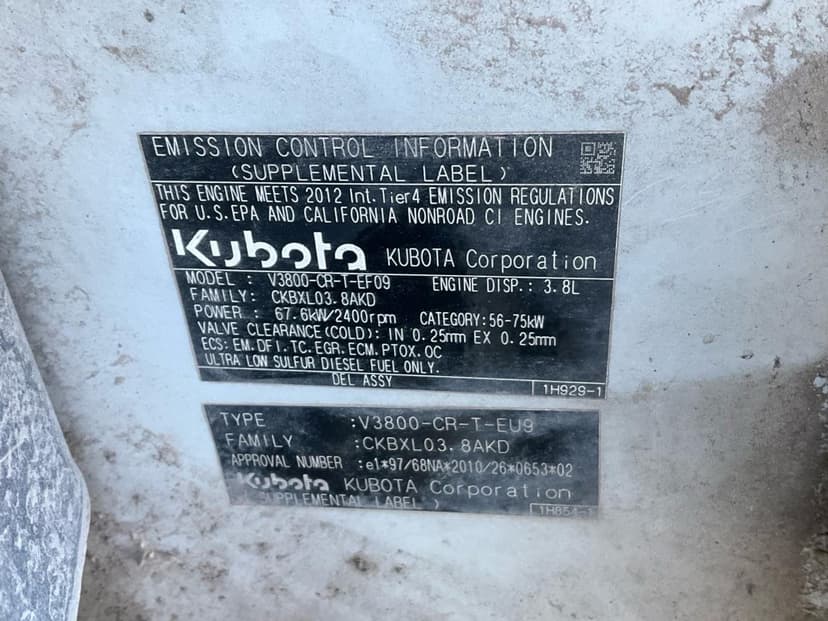 EMISSION CONTROL INFORMATION
(SUPPLEMENTAL LABEL)
THIS ENGINE MEETS 2012 Int.Tier4 EMISSION REGULATIONS
FOR U.S.EPA AND CALIFORNIA NONROAD CI ENGINES.
Kubota KUBOTA Corporation
MODEL : V3800-CR-T-EF09 ENGINE DISP.: 3.8L
FAMILY: CKBXL03.8AKD
POWER : 67.6kW/2400rpm CATEGORY:56-75kW
VALVE CLEARANCE(COLD): IN 0.25mm EX 0.25mm
ECS: EM.DFI.TC.EGR.ECM.PTOX.OC
ULTRA LOW SULFUR DIESEL FUEL ONLY.
DEL ASSY 1H929-1
TYPE :V3800-CR-T-EU9
FAMILY :CKBXL03.8AKD
APPROVAL NUMBER :e1*97/68NA*2010/26*0653*02
Kubota KUBOTA Corporation
(SUPPLEMENTAL LABEL) 1H854-1